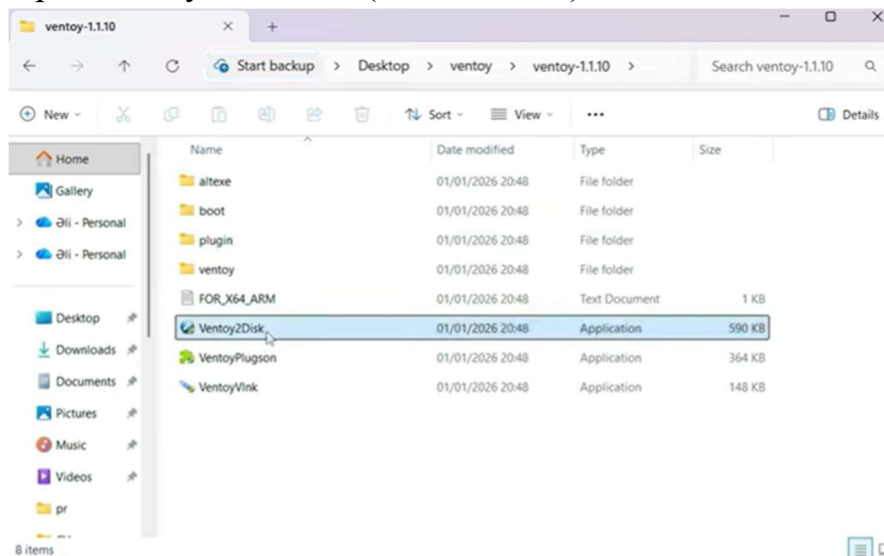 ventoy-1.1.10
Start backup > Desktop > ventoy > ventoy-1.1.10 >
Search ventoy-1.1.10
New
Sort
View
Details
Name Date modified Type Size
Home
Gallery
Əli - Personal
Əli - Personal
Desktop
Downloads
Documents
Pictures
Music
Videos
pr
altexe 01/01/2026 20:48 File folder
boot 01/01/2026 20:48 File folder
plugin 01/01/2026 20:48 File folder
ventoy 01/01/2026 20:48 File folder
FOR_X64_ARM 01/01/2026 20:48 Text Document 1 KB
Ventoy2Disk 01/01/2026 20:48 Application 590 KB
VentoyPlugson 01/01/2026 20:48 Application 364 KB
VentoyVlnk 01/01/2026 20:48 Application 148 KB
8 items